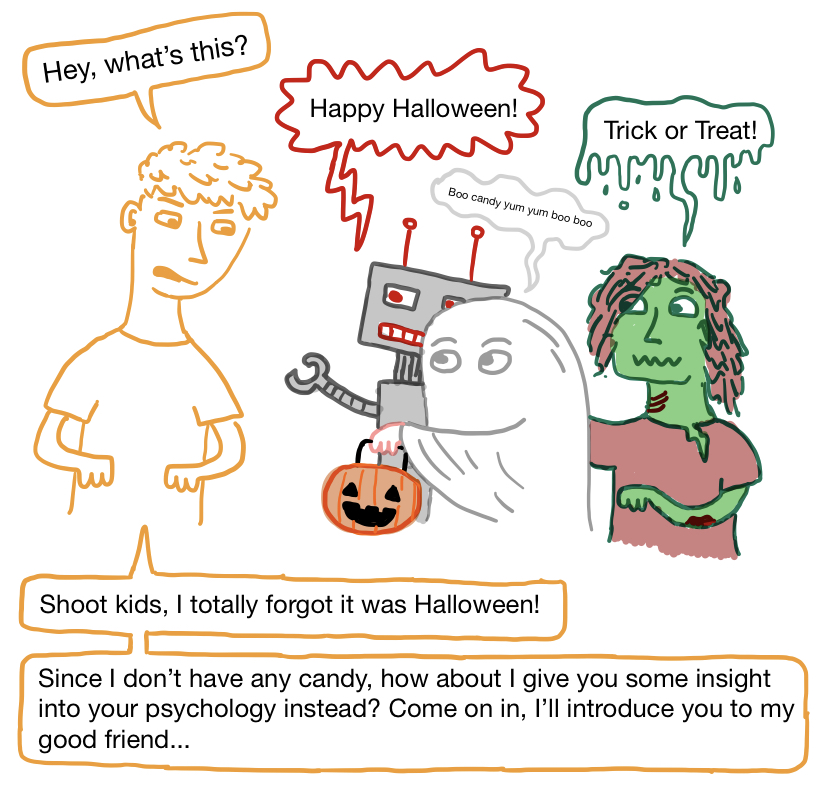 Hey, what’s this?
Happy Halloween!
Trick or Treat!
Boo candy yum yum boo boo
Shoot kids, I totally forgot it was Halloween!
Since I don’t have any candy, how about I give you some insight
into your psychology instead? Come on in, I’ll introduce you to my
good friend...